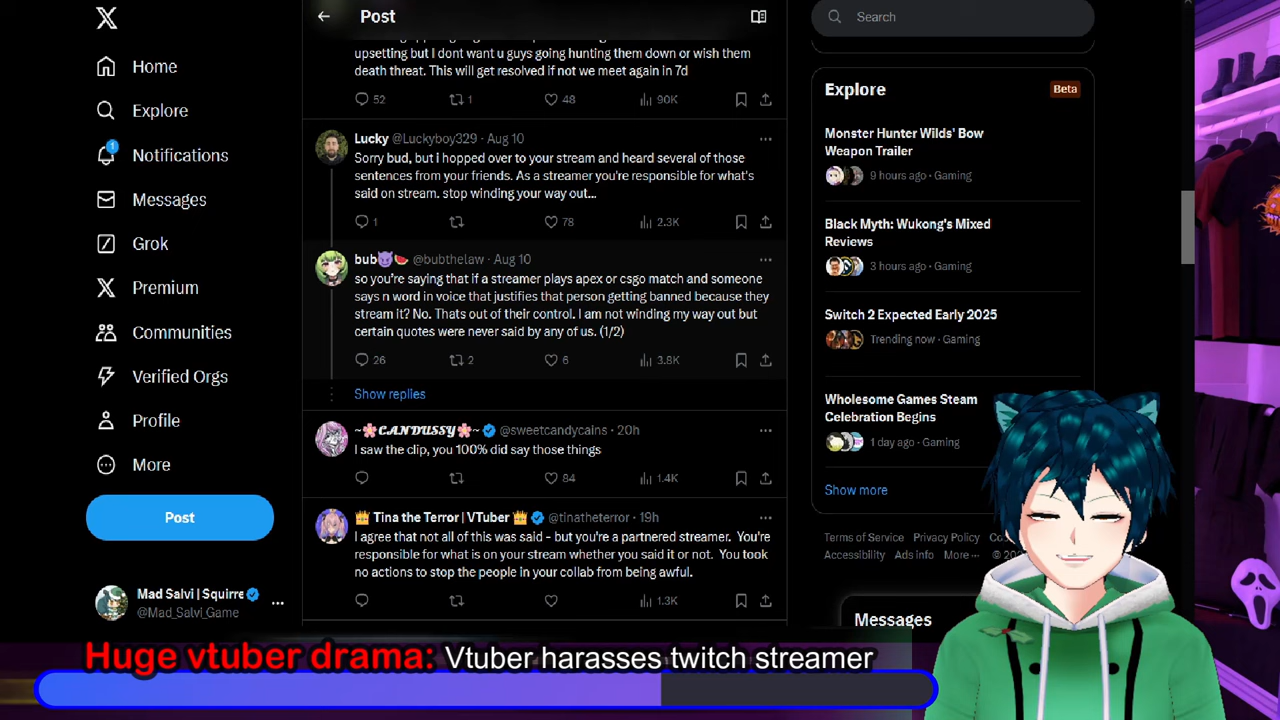 Home
Explore
1
Notifications
Messages
Grok
Premium
Communities
Verified Orgs
Profile
More
Post
Mad Salvi | Squirre
@Mad_Salvi_Game
Post
upsetting but I dont want u guys going hunting them down or wish them
death threat. This will get resolved if not we meet again in 7d
52 1 48 90K
Lucky @Luckyboy329 · Aug 10
Sorry bud, but i hopped over to your stream and heard several of those
sentences from your friends. As a streamer you're responsible for what's
said on stream. stop winding your way out...
1 78 2.3K
bub @bubthelaw · Aug 10
so you're saying that if a streamer plays apex or csgo match and someone
says n word in voice that justifies that person getting banned because they
stream it? No. Thats out of their control. I am not winding my way out but
certain quotes were never said by any of us. (1/2)
26 2 6 3.8K
Show replies
~🌸CANDUSSY🌸~ @sweetcandycains · 20h
I saw the clip, you 100% did say those things
84 1.4K
👑 Tina the Terror | VTuber 👑 @tinatheterror · 19h
I agree that not all of this was said - but you're a partnered streamer. You're
responsible for what is on your stream whether you said it or not. You took
no actions to stop the people in your collab from being awful.
1.3K
Search
Explore
Beta
Monster Hunter Wilds' Bow
Weapon Trailer
9 hours ago · Gaming
Black Myth: Wukong's Mixed
Reviews
3 hours ago · Gaming
Switch 2 Expected Early 2025
Trending now · Gaming
Wholesome Games Steam
Celebration Begins
1 day ago · Gaming
Show more
Terms of Service Privacy Policy
Accessibility Ads info More
Messages
Huge vtuber drama: Vtuber harasses twitch streamer